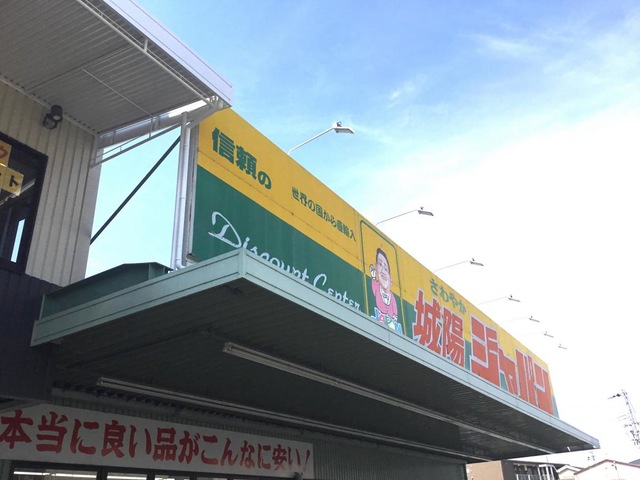 信頼の
世界の国から直輸入
Discount Center
さわやか
城陽ジャパン
本当に良い品がこんなに安い!